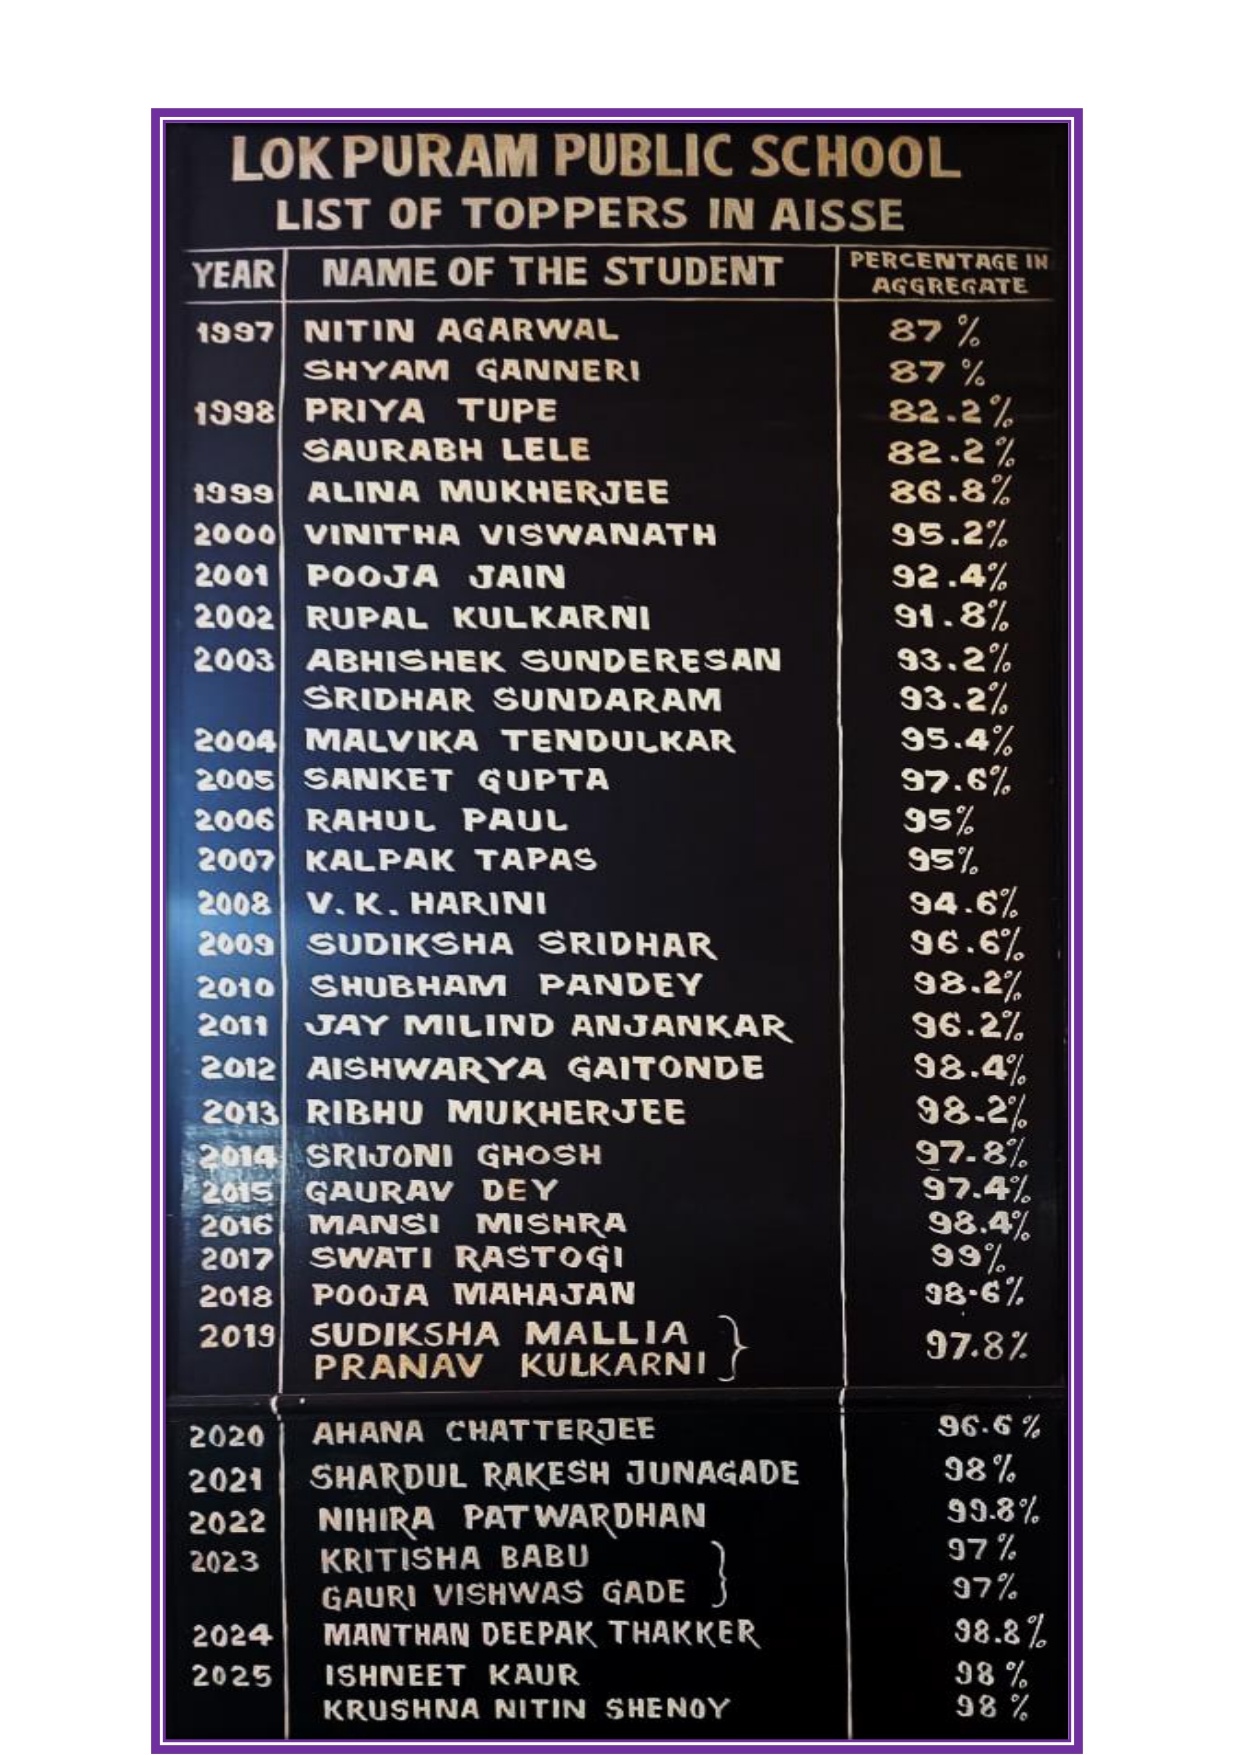 LOK PURAM PUBLIC SCHOOL
LIST OF TOPPERS IN AISSE
YEAR NAME OF THE STUDENT PERCENTAGE IN AGGREGATE
1997 NITIN AGARWAL 87 %
SHYAM GANNERI 87 %
1998 PRIYA TUPE 82.2%
SAURABH LELE 82.2%
1999 ALINA MUKHERJEE 86.8%
2000 VINITHA VISWANATH 95.2%
2001 POOJA JAIN 92.4%
2002 RUPAL KULKARNI 91.8%
2003 ABHISHEK SUNDERESAN 93.2%
SRIDHAR SUNDARAM 93.2%
2004 MALVIKA TENDULKAR 95.4%
2005 SANKET GUPTA 97.6%
2006 RAHUL PAUL 95%
2007 KALPAK TAPAS 95%
2008 V.K.HARINI 94.6%
2009 SUDIKSHA SRIDHAR 96.6%
2010 SHUBHAM PANDEY 98.2%
2011 JAY MILIND ANJANKAR 96.2%
2012 AISHWARYA GAITONDE 98.4%
2013 RIBHU MUKHERJEE 98.2%
2014 SRIJONI GHOSH 97.8%
2015 GAURAV DEY 97.4%
2016 MANSI MISHRA 98.4%
2017 SWATI RASTOGI 99%
2018 POOJA MAHAJAN 98.6%
2019 SUDIKSHA MALLIA 97.8%
PRANAV KULKARNI
2020 AHANA CHATTERJEE 96.6%
2021 SHARDUL RAKESH JUNAGADE 98%
2022 NIHIRA PATWARDHAN 99.8%
2023 KRITISHA BABU 97%
GAURI VISHWAS GADE 97%
2024 MANTHAN DEEPAK THAKKER 98.8%
2025 ISHNEET KAUR 98 %
KRUSHNA NITIN SHENOY 98 %